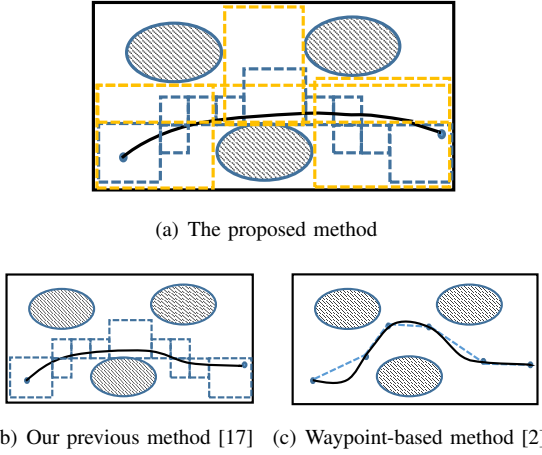 (a) The proposed method
b) Our previous method [17]
(c) Waypoint-based method [2]